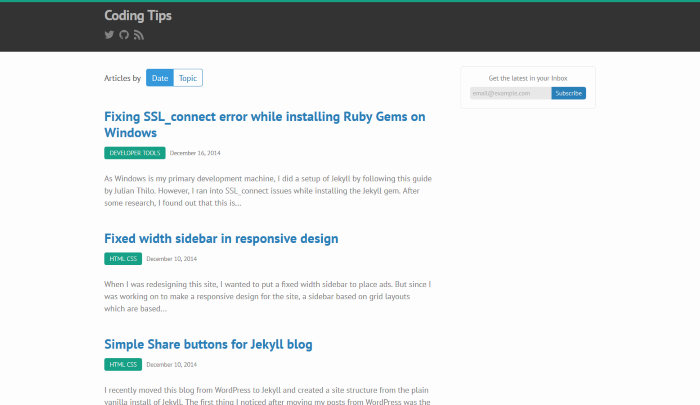 Coding Tips
Articles by Date Topic
Get the latest in your Inbox
email@example.com Subscribe
Fixing SSL_connect error while installing Ruby Gems on
Windows
DEVELOPER TOOLS December 16, 2014
As Windows is my primary development machine, I did a setup of Jekyll by following this guide
by Julian Thilo. However, I ran into SSL_connect issues while installing the Jekyll gem. After
some research, I found out that this is...
Fixed width sidebar in responsive design
HTML CSS December 10, 2014
When I was redesigning this site, I wanted to put a fixed width sidebar to place ads. But since I
was working on to make a responsive design for the site, a sidebar based on grid layouts
which are based...
Simple Share buttons for Jekyll blog
HTML CSS December 10, 2014
I recently moved this blog from WordPress to Jekyll and created a site structure from the plain
vanilla install of Jekyll. The first thing I noticed after moving my posts from WordPress was the